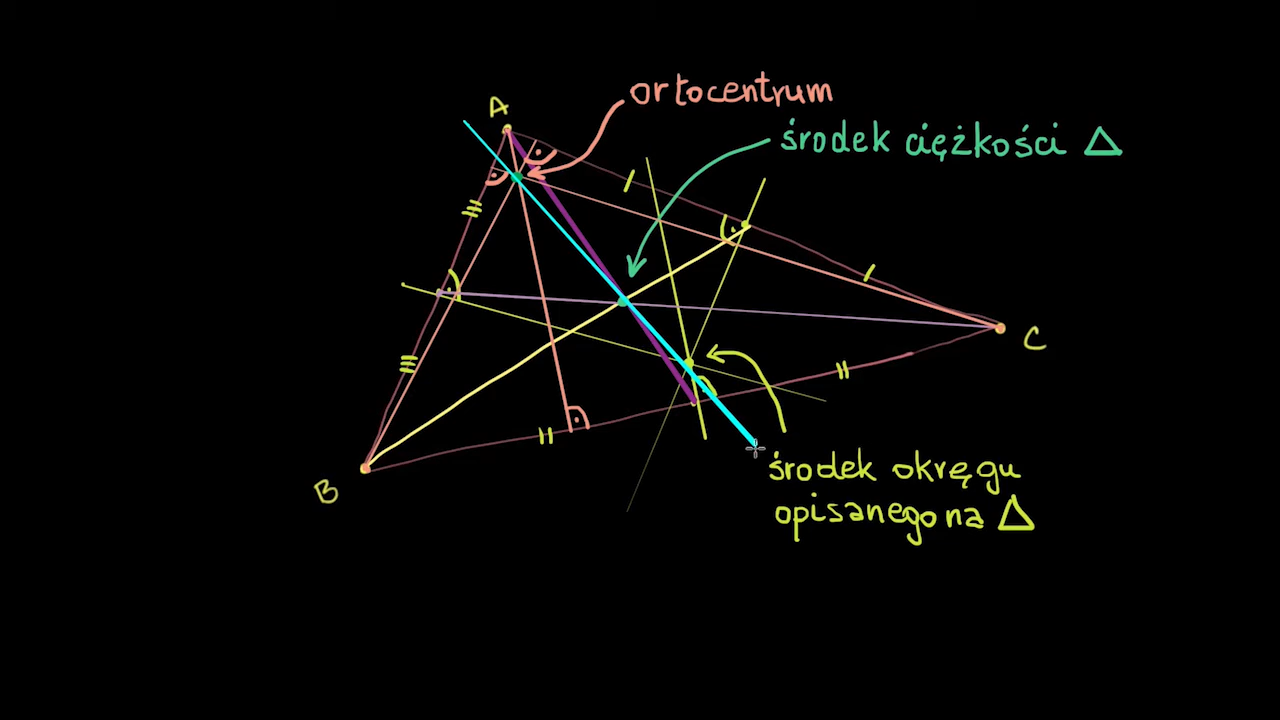 A
ortocentrum
środek ciężkości Δ
C
B
środek okręgu
opisanego na Δ